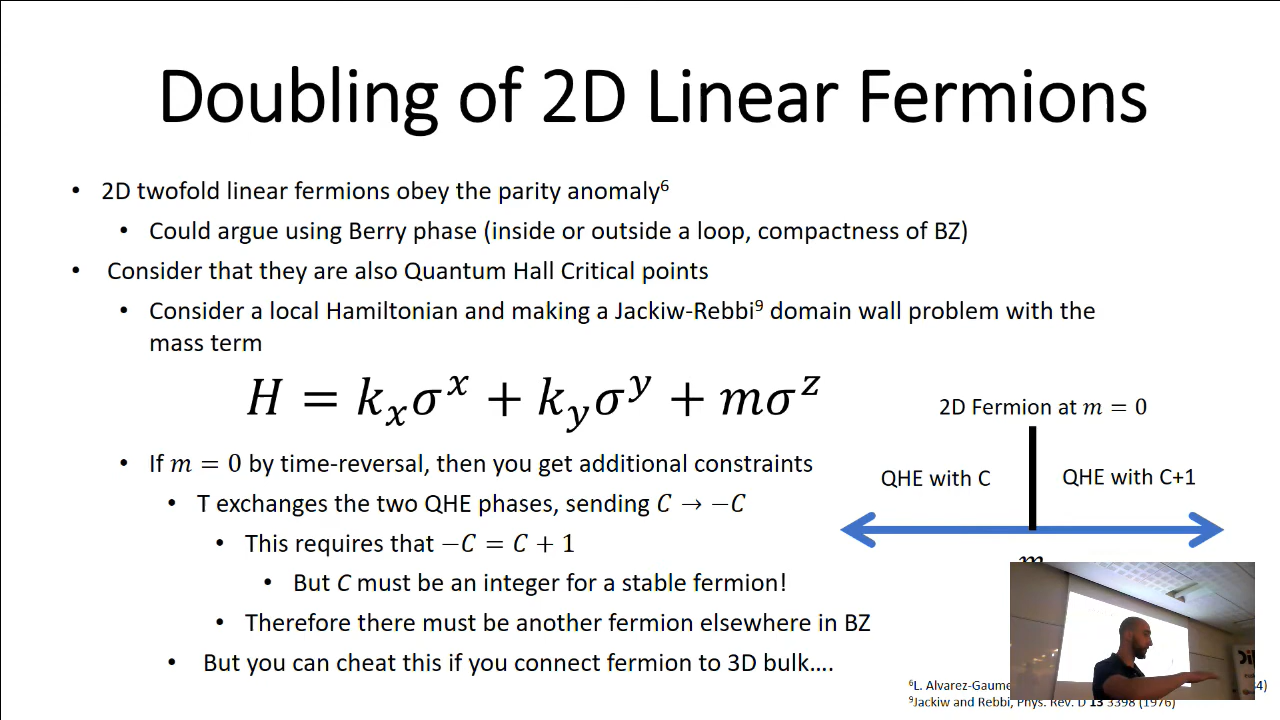 Doubling of 2D Linear Fermions
• 2D twofold linear fermions obey the parity anomaly⁶
• Could argue using Berry phase (inside or outside a loop, compactness of BZ)
• Consider that they are also Quantum Hall Critical points
• Consider a local Hamiltonian and making a Jackiw-Rebbi⁹ domain wall problem with the
mass term
H = kₓσˣ + k_yσʸ + mσᶻ
2D Fermion at m = 0
• If m = 0 by time-reversal, then you get additional constraints
QHE with C
QHE with C+1
• T exchanges the two QHE phases, sending C → −C
• This requires that −C = C + 1
• But C must be an integer for a stable fermion!
• Therefore there must be another fermion elsewhere in BZ
• But you can cheat this if you connect fermion to 3D bulk….
⁶L. Alvarez-Gaume
4)
⁹Jackiw and Rebbi, Phys. Rev. D 13 3398 (1976)